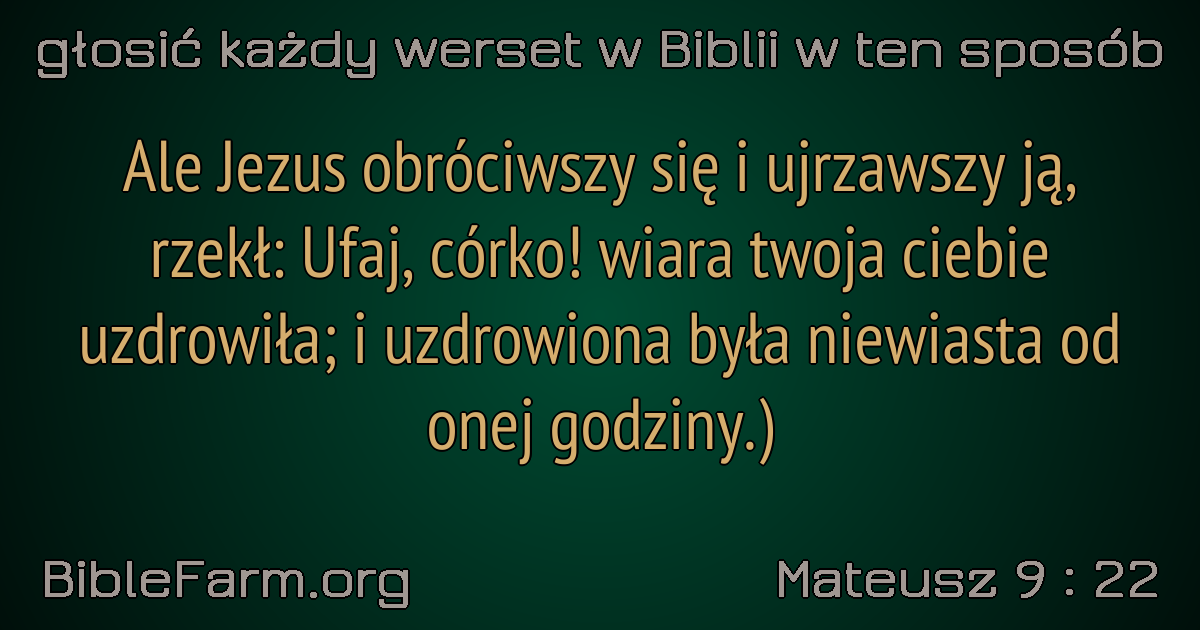 głosić każdy werset w Biblii w ten sposób
Ale Jezus obróciwszy się i ujrzawszy ją,
rzekł: Ufaj, córko! wiara twoja ciebie
uzdrowiła; i uzdrowiona była niewiasta od
onej godziny.)
BibleFarm.org
Mateusz 9 : 22